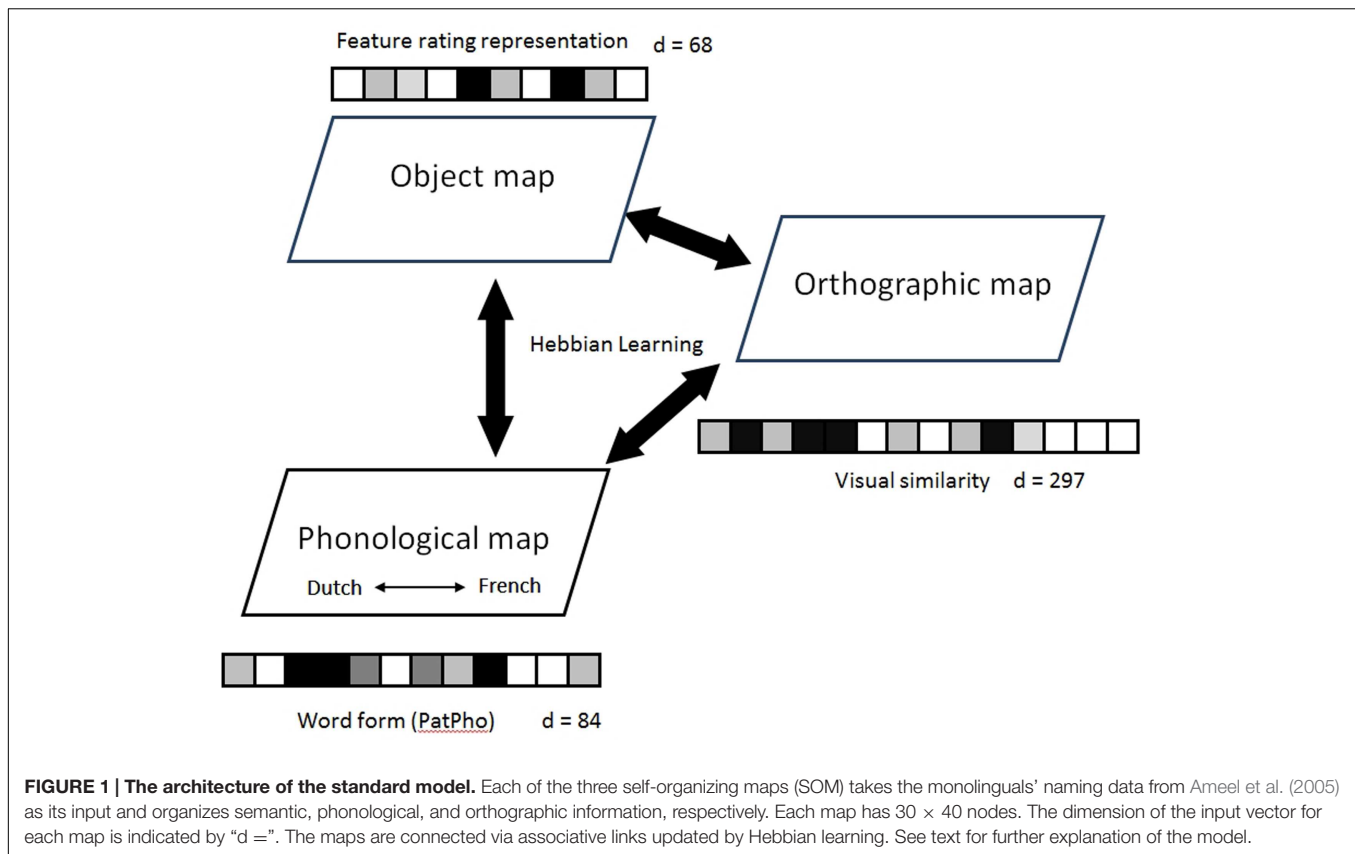 Feature rating representation d = 68
Object map
Orthographic map
Hebbian Learning
Visual similarity d = 297
Phonological map
Dutch French
Word form (PatPho) d = 84
FIGURE 1 | The architecture of the standard model. Each of the three self-organizing maps (SOM) takes the monolinguals' naming data from Ameel et al. (2005)
as its input and organizes semantic, phonological, and orthographic information, respectively. Each map has 30 × 40 nodes. The dimension of the input vector for
each map is indicated by "d =". The maps are connected via associative links updated by Hebbian learning. See text for further explanation of the model.